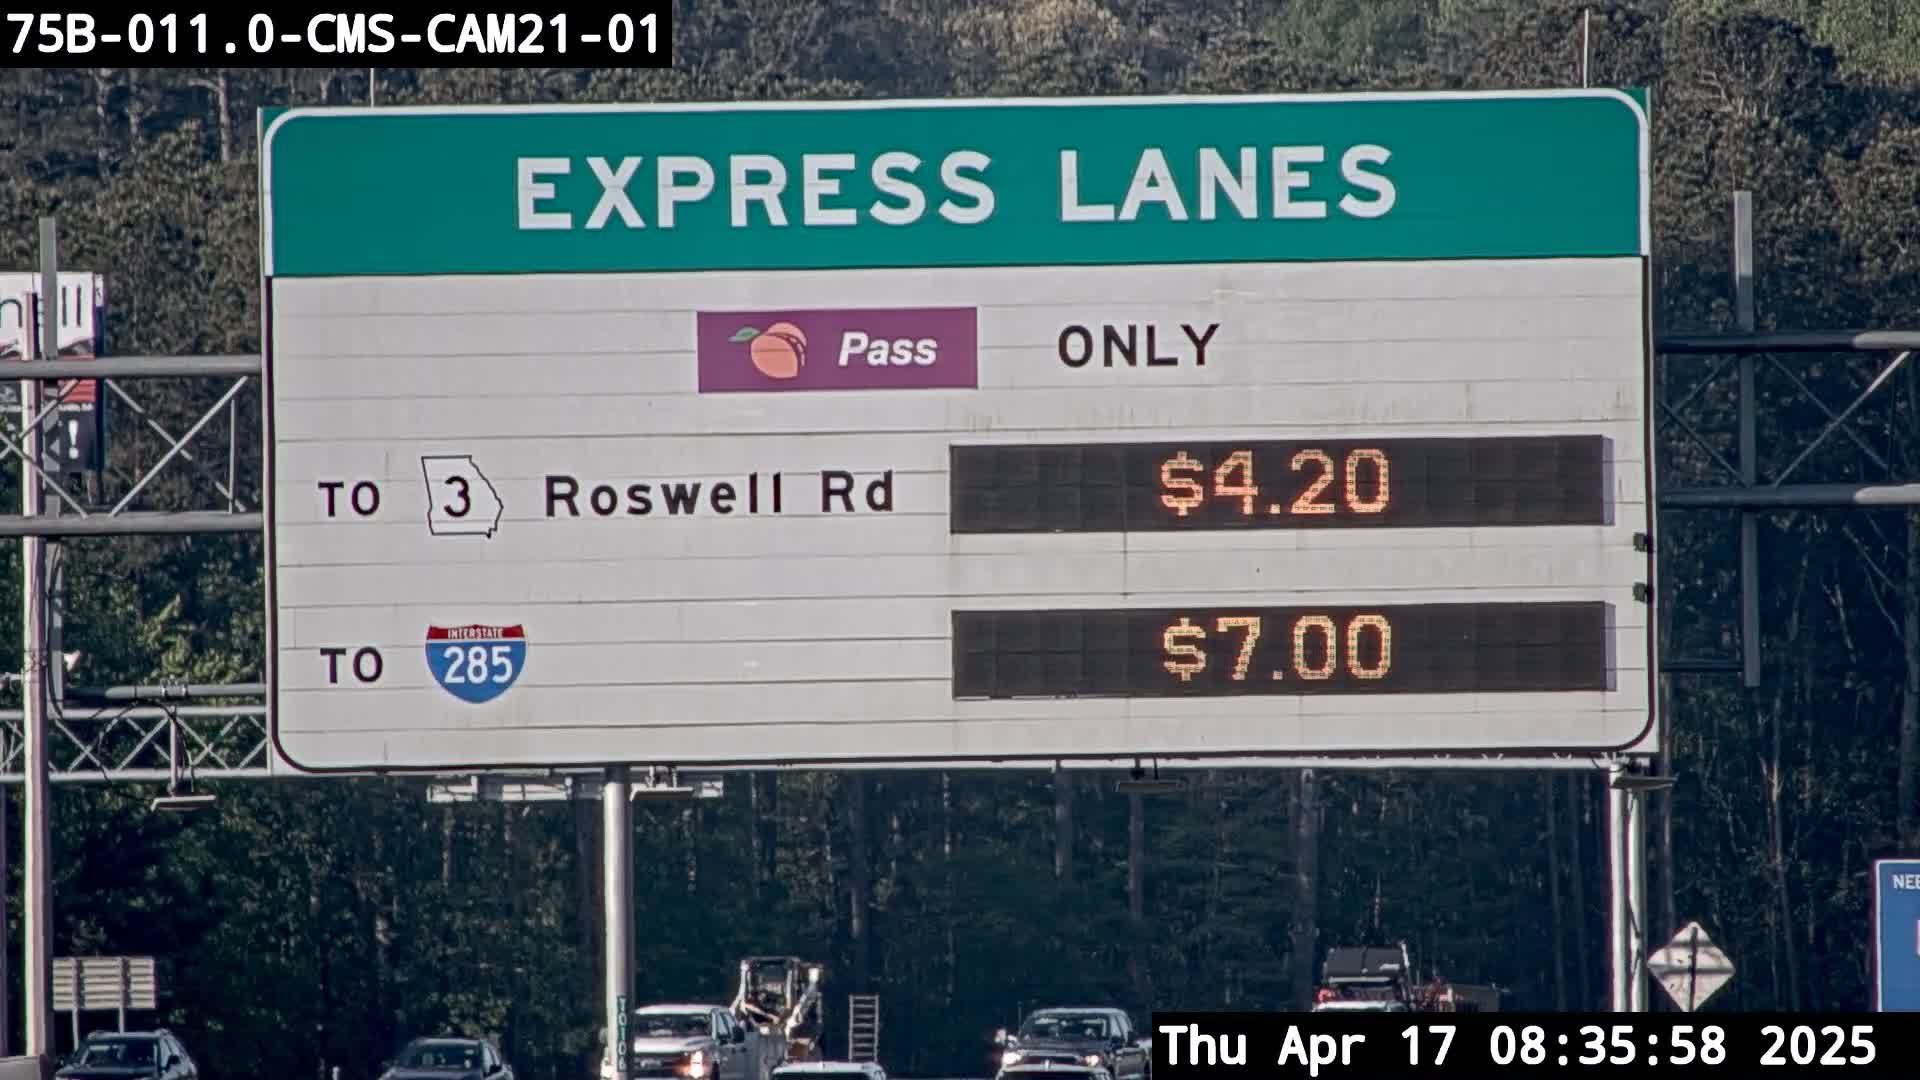 75B-011.0-CMS-CAM21-01
EXPRESS LANES
Pass ONLY
TO 3 Roswell Rd $4.20
INTERSTATE
TO 285 $7.00
Thu Apr 17 08:35:58 2025